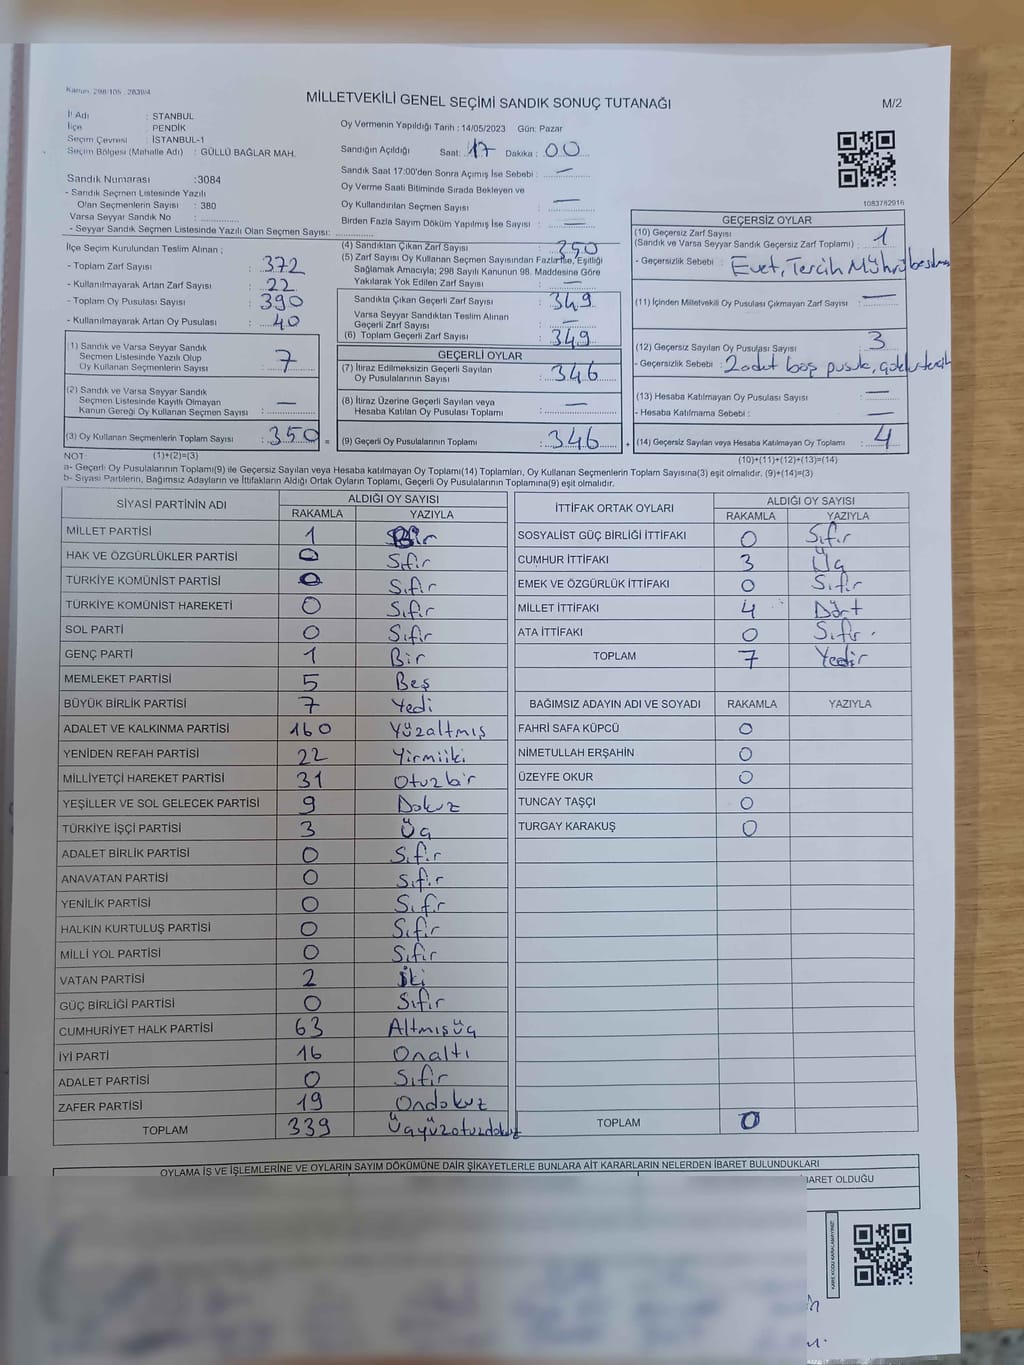 Kanun: 298/105 - 2839/4
MİLLETVEKİLİ GENEL SEÇİMİ SANDIK SONUÇ TUTANAĞI
M/2
İl Adı : STANBUL
İlçe : PENDİK
Seçim Çevresi : İSTANBUL-1
Seçim Bölgesi (Mahalle Adı) : GÜLLÜ BAĞLAR MAH.
Oy Vermenin Yapıldığı Tarih : 14/05/2023 Gün: Pazar
Sandığın Açıldığı Saat: 17 Dakika : 00
Sandık Saat 17:00'den Sonra Açımış İse Sebebi : —
Oy Verme Saati Bitiminde Sırada Bekleyen ve
Oy Kullandırılan Seçmen Sayısı : —
Birden Fazla Sayım Döküm Yapılmış İse Sayısı : —
1083782916
Sandık Numarası :3084
- Sandık Seçmen Listesinde Yazılı
Olan Seçmenlerin Sayısı : 380
Varsa Seyyar Sandık No :
- Seyyar Sandık Seçmen Listesinde Yazılı Olan Seçmen Sayısı:
İlçe Seçim Kurulundan Teslim Alınan ;
- Toplam Zarf Sayısı : 372
- Kullanılmayarak Artan Zarf Sayısı : 22
- Toplam Oy Pusulası Sayısı : 390
- Kullanılmayarak Artan Oy Pusulası : 40
(1) Sandık ve Varsa Seyyar Sandık
Seçmen Listesinde Yazılı Olup
Oy Kullanan Seçmenlerin Sayısı : 7
(2) Sandık ve Varsa Seyyar Sandık
Seçmen Listesinde Kayıtlı Olmayan
Kanun Gereği Oy Kullanan Seçmen Sayısı : —
(3) Oy Kullanan Seçmenlerin Toplam Sayısı : 350
(4) Sandıktan Çıkan Zarf Sayısı : 350
(5) Zarf Sayısı Oy Kullanan Seçmen Sayısından Fazla İse, Eşitliği
Sağlamak Amacıyla; 298 Sayılı Kanunun 98. Maddesine Göre
Yakılarak Yok Edilen Zarf Sayısı : —
Sandıkta Çıkan Geçerli Zarf Sayısı : 349
Varsa Seyyar Sandıktan Teslim Alınan
Geçerli Zarf Sayısı : —
(6) Toplam Geçerli Zarf Sayısı : 349
GEÇERLİ OYLAR
(7) İtiraz Edilmeksizin Geçerli Sayılan
Oy Pusulalarının Sayısı : 346
(8) İtiraz Üzerine Geçerli Sayılan veya
Hesaba Katılan Oy Pusulası Toplamı : —
(9) Geçerli Oy Pusulalarının Toplamı : 346
GEÇERSİZ OYLAR
(10) Geçersiz Zarf Sayısı
(Sandık ve Varsa Seyyar Sandık Geçersiz Zarf Toplamı) : 1
- Geçersizlik Sebebi : Evet, Tercih Mührü
(11) İçinden Milletvekili Oy Pusulası Çıkmayan Zarf Sayısı : —
(12) Geçersiz Sayılan Oy Pusulası Sayısı : 3
- Geçersizlik Sebebi : 2 adet boş pusula,
(13) Hesaba Katılmayan Oy Pusulası Sayısı : —
- Hesaba Katılmama Sebebi : —
(14) Geçersiz Sayılan veya Hesaba Katılmayan Oy Toplamı : 4
NOT: (1)+(2)=(3)
(10)+(11)+(12)+(13)=(14)
a- Geçerli Oy Pusulalarının Toplamı(9) ile Geçersiz Sayılan veya Hesaba katılmayan Oy Toplamı(14) Toplamları, Oy Kullanan Seçmenlerin Toplam Sayısına(3) eşit olmalıdır. (9)+(14)=(3)
b- Siyasi Partilerin, Bağımsız Adayların ve İttifakların Aldığı Ortak Oyların Toplamı, Geçerli Oy Pusulalarının Toplamına(9) eşit olmalıdır.
SİYASİ PARTİNİN ADI ALDIĞI OY SAYISI
RAKAMLA YAZIYLA
MİLLET PARTİSİ 1 Bir
HAK VE ÖZGÜRLÜKLER PARTİSİ 0 Sıfır
TÜRKİYE KOMÜNİST PARTİSİ 0 Sıfır
TÜRKİYE KOMÜNİST HAREKETİ 0 Sıfır
SOL PARTİ 0 Sıfır
GENÇ PARTİ 1 Bir
MEMLEKET PARTİSİ 5 Beş
BÜYÜK BİRLİK PARTİSİ 7 Yedi
ADALET VE KALKINMA PARTİSİ 160 Yüzaltmış
YENİDEN REFAH PARTİSİ 22 Yirmiiki
MİLLİYETÇİ HAREKET PARTİSİ 31 Otuzbir
YEŞİLLER VE SOL GELECEK PARTİSİ 9 Dokuz
TÜRKİYE İŞÇİ PARTİSİ 3 Üç
ADALET BİRLİK PARTİSİ 0 Sıfır
ANAVATAN PARTİSİ 0 Sıfır
YENİLİK PARTİSİ 0 Sıfır
HALKIN KURTULUŞ PARTİSİ 0 Sıfır
MİLLİ YOL PARTİSİ 0 Sıfır
VATAN PARTİSİ 2 İki
GÜÇ BİRLİĞİ PARTİSİ 0 Sıfır
CUMHURİYET HALK PARTİSİ 63 Altmışüç
İYİ PARTİ 16 Onaltı
ADALET PARTİSİ 0 Sıfır
ZAFER PARTİSİ 19 Ondokuz
TOPLAM 339 Üçyüzotuzdokuz
İTTİFAK ORTAK OYLARI ALDIĞI OY SAYISI
RAKAMLA YAZIYLA
SOSYALİST GÜÇ BİRLİĞİ İTTİFAKI 0 Sıfır
CUMHUR İTTİFAKI 3 Üç
EMEK VE ÖZGÜRLÜK İTTİFAKI 0 Sıfır
MİLLET İTTİFAKI 4 Dört
ATA İTTİFAKI 0 Sıfır
TOPLAM 7 Yedir
BAĞIMSIZ ADAYIN ADI VE SOYADI RAKAMLA YAZIYLA
FAHRİ SAFA KÜPCÜ 0
NİMETULLAH ERŞAHİN 0
ÜZEYFE OKUR 0
TUNCAY TAŞÇI 0
TURGAY KARAKUŞ 0
TOPLAM 0
OYLAMA İŞ VE İŞLEMLERİNE VE OYLARIN SAYIM DÖKÜMÜNE DAİR ŞİKAYETLERLE BUNLARA AİT KARARLARIN NELERDEN İBARET BULUNDUKLARI
İBARET OLDUĞU